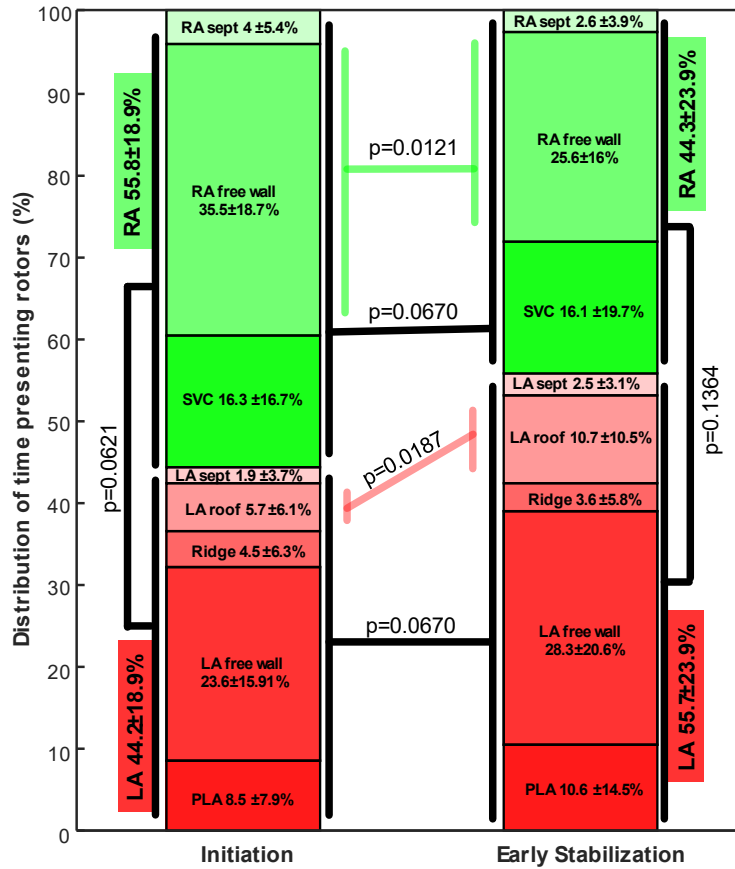 Distribution of time presenting rotors (%)
100
90
80
70
60
50
40
30
20
10
0
RA 55.8±18.9%
LA 44.2±18.9%
p=0.0621
RA sept 4 ±5.4%
RA free wall
35.5±18.7%
SVC 16.3 ±16.7%
LA sept 1.9 ±3.7%
LA roof 5.7 ±6.1%
Ridge 4.5 ±6.3%
LA free wall
23.6±15.91%
PLA 8.5 ±7.9%
p=0.0121
p=0.0670
p=0.0187
p=0.0670
RA sept 2.6 ±3.9%
RA free wall
25.6±16%
SVC 16.1 ±19.7%
LA sept 2.5 ±3.1%
LA roof 10.7 ±10.5%
Ridge 3.6 ±5.8%
LA free wall
28.3±20.6%
PLA 10.6 ±14.5%
RA 44.3±23.9%
p=0.1364
LA 55.7±23.9%
Initiation
Early Stabilization